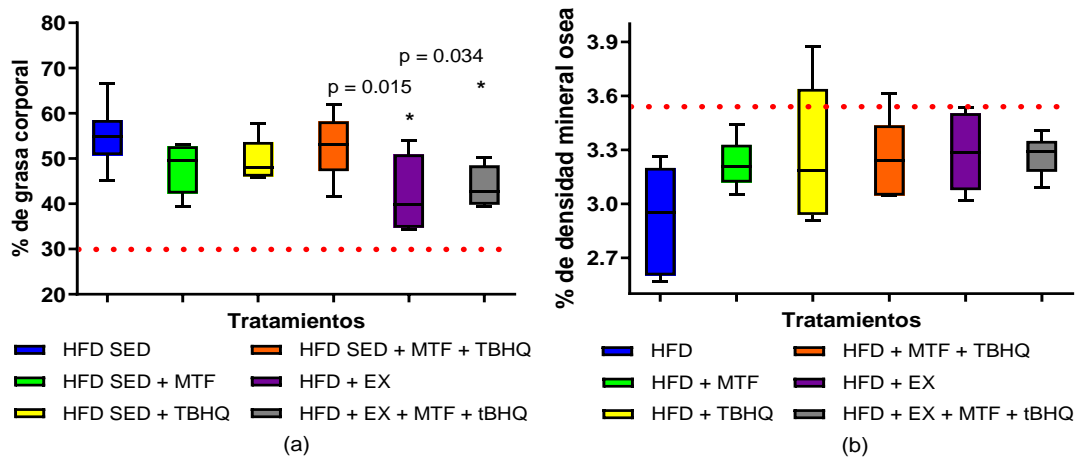 % de grasa corporal
80
70
60
50
40
30
20
p = 0.034
p = 0.015
*
*
Tratamientos
HFD SED
HFD SED + MTF
HFD SED + TBHQ
HFD SED + MTF + TBHQ
HFD + EX
HFD + EX + MTF + tBHQ
(a)
% de densidad mineral osea
3.9
3.6
3.3
3.0
2.7
Tratamientos
HFD
HFD + MTF
HFD + TBHQ
HFD + MTF + TBHQ
HFD + EX
HFD + EX + MTF + tBHQ
(b)